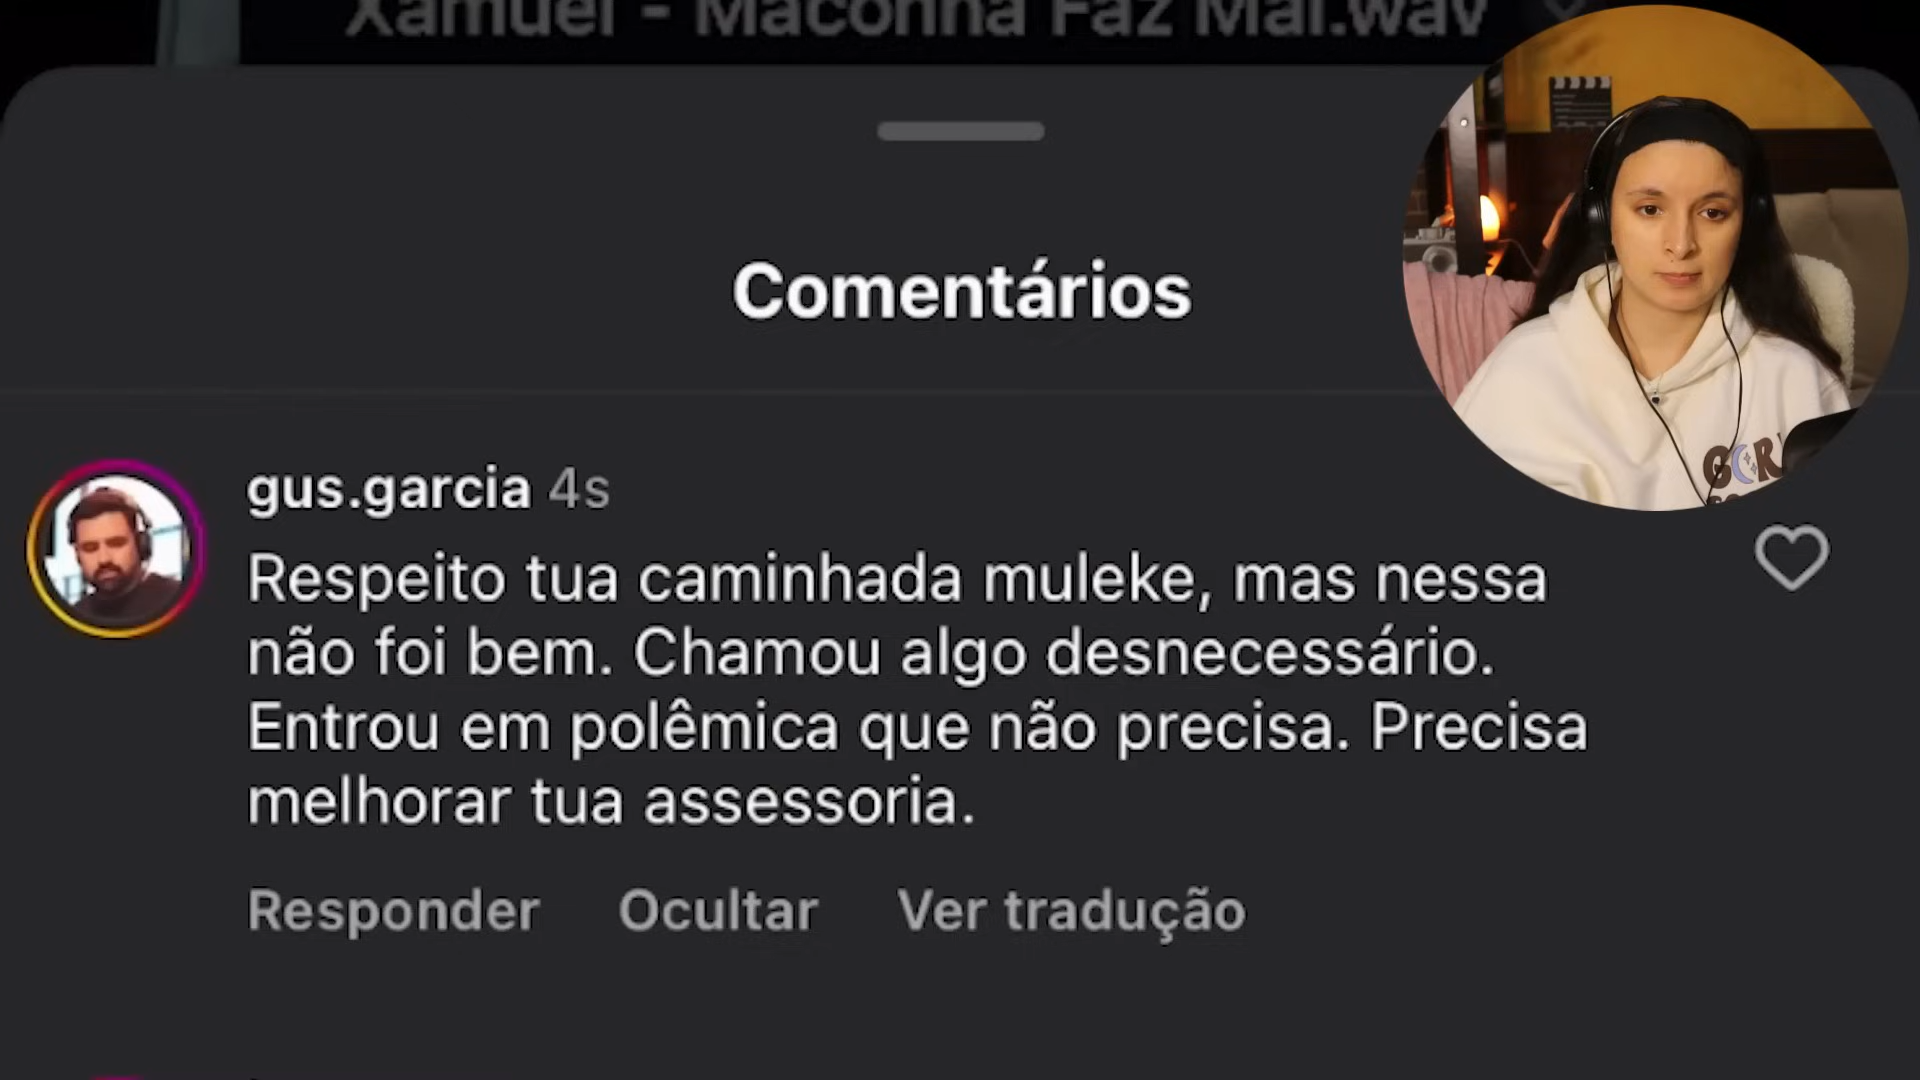 Xamuel - Maconha Faz Mal.wav
Comentários
gus.garcia 4s
Respeito tua caminhada muleke, mas nessa
não foi bem. Chamou algo desnecessário.
Entrou em polêmica que não precisa. Precisa
melhorar tua assessoria.
Responder Ocultar Ver tradução